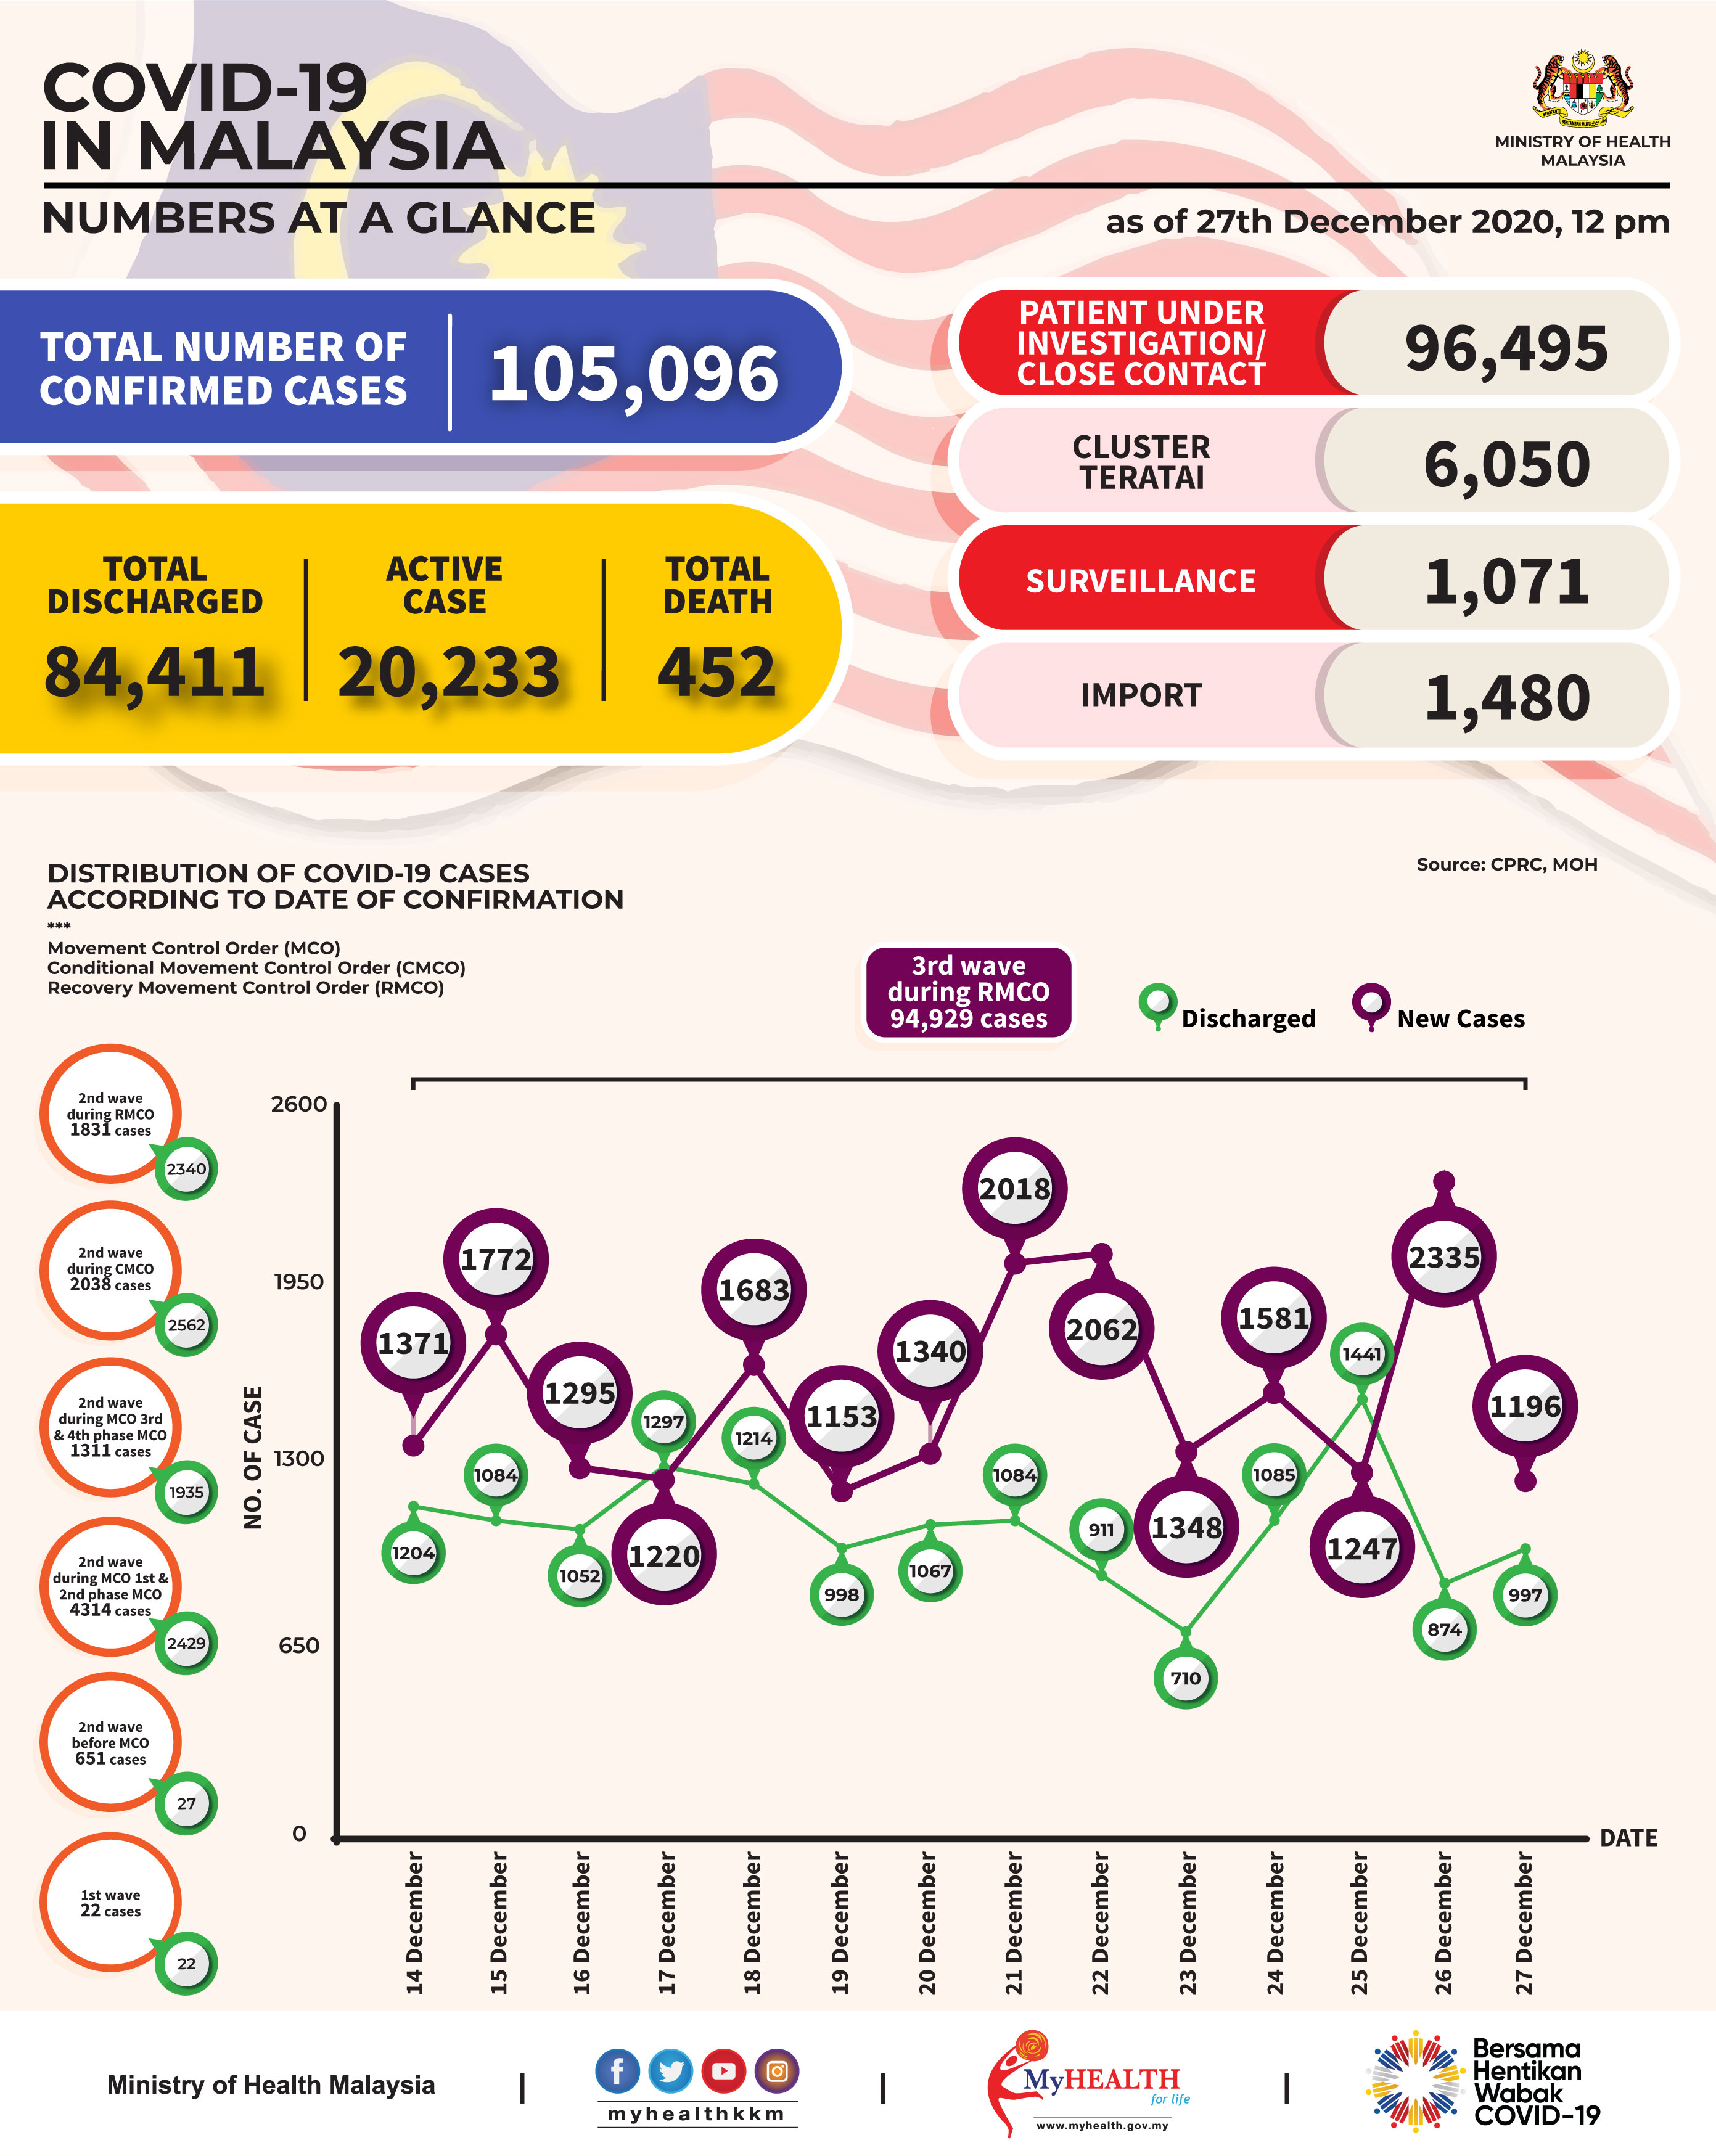 COVID-19
IN MALAYSIA
MINISTRY OF HEALTH
MALAYSIA
NUMBERS AT A GLANCE
as of 27th December 2020, 12 pm
TOTAL NUMBER OF
CONFIRMED CASES
105,096
TOTAL
DISCHARGED
84,411
ACTIVE
CASE
20,233
TOTAL
DEATH
452
PATIENT UNDER
INVESTIGATION/
CLOSE CONTACT
96,495
CLUSTER
TERATAI
6,050
SURVEILLANCE
1,071
IMPORT
1,480
DISTRIBUTION OF COVID-19 CASES
ACCORDING TO DATE OF CONFIRMATION
***
Movement Control Order (MCO)
Conditional Movement Control Order (CMCO)
Recovery Movement Control Order (RMCO)
Source: CPRC, MOH
3rd wave
during RMCO
94,929 cases
Discharged
New Cases
2nd wave
during RMCO
1831 cases
2340
2nd wave
during CMCO
2038 cases
2562
2nd wave
during MCO 3rd
& 4th phase MCO
1311 cases
1935
2nd wave
during MCO 1st &
2nd phase MCO
4314 cases
2429
2nd wave
before MCO
651 cases
27
1st wave
22 cases
22
NO. OF CASE
2600
1950
1300
650
0
1371
1772
1295
1220
1683
1153
1340
2018
2062
1348
1581
1247
2335
1196
1204
1084
1052
1297
1214
998
1067
1084
911
710
1085
1441
874
997
DATE
14 December
15 December
16 December
17 December
18 December
19 December
20 December
21 December
22 December
23 December
24 December
25 December
26 December
27 December
Ministry of Health Malaysia
myhealthkkm
MyHEALTH
for life
www.myhealth.gov.my
Bersama
Hentikan
Wabak
COVID-19